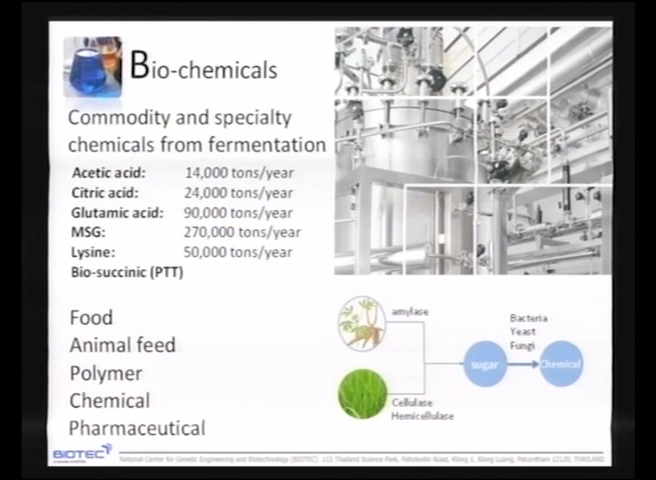 Bio-chemicals
Commodity and specialty
chemicals from fermentation
Acetic acid: 14,000 tons/year
Citric acid: 24,000 tons/year
Glutamic acid: 90,000 tons/year
MSG: 270,000 tons/year
Lysine: 50,000 tons/year
Bio-succinic (PTT)
Food
Animal feed
Polymer
Chemical
Pharmaceutical
amylase
Cellulase
Hemicellulase
sugar
Bacteria
Yeast
Fungi
Chemical
BIOTEC
National Center for Genetic Engineering and Biotechnology (BIOTEC) 113 Thailand Science Park, Paholyotin Road, Klong 1, Klong Luang, Patumthani 12120, THAILAND